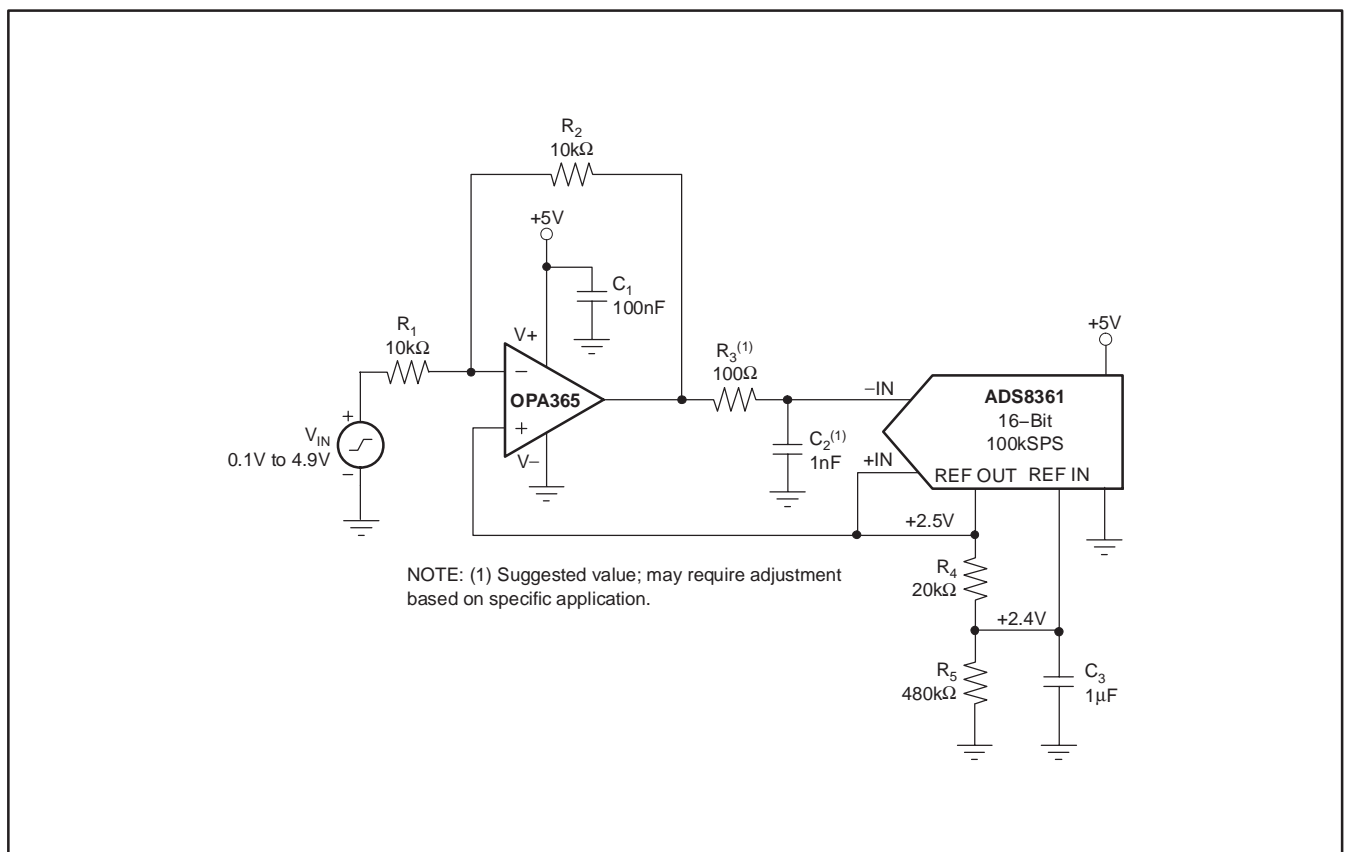 R2
10kΩ
+5V
C1
100nF
R1
10kΩ
V+
R3(1)
100Ω
+5V
−
OPA365
+
−IN
ADS8361
16−Bit
100kSPS
+
VIN
0.1V to 4.9V
−
V−
C2(1)
1nF
+IN
REF OUT
REF IN
+2.5V
NOTE: (1) Suggested value; may require adjustment
based on specific application.
R4
20kΩ
+2.4V
R5
480kΩ
C3
1µF